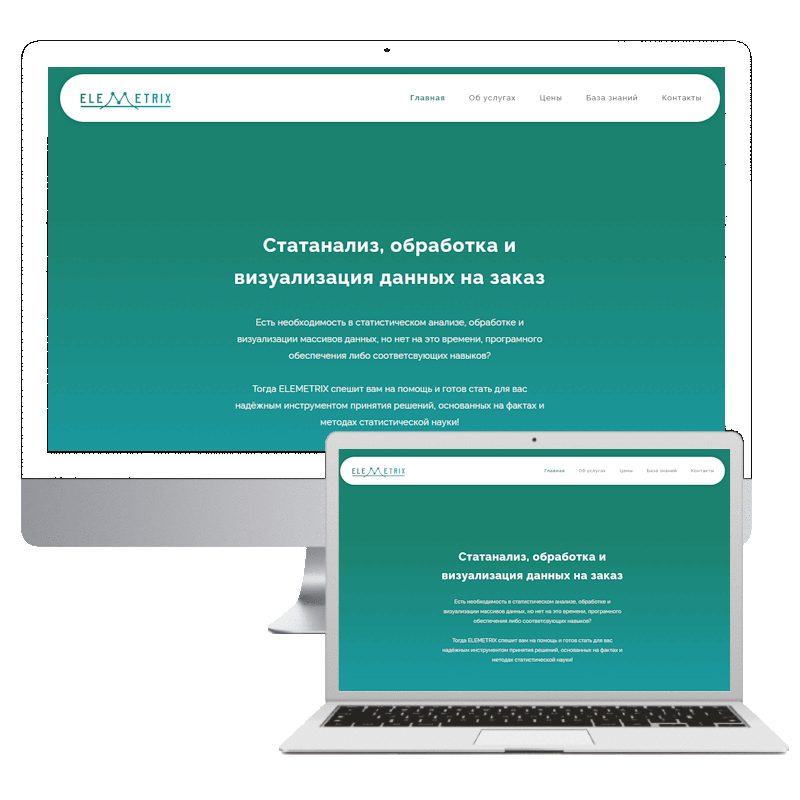 ELEMETRIX Главная Об услугах Цены База знаний Контакты
Статанализ, обработка и
визуализация данных на заказ
Есть необходимость в статистическом анализе, обработке и
визуализации массивов данных, но нет на это времени, програмного
обеспечения либо соответсвующих навыков?
Тогда ELEMETRIX спешит вам на помощь и готов стать для вас
надёжным инструментом принятия решений, основанных на фактах и
методах статистической науки!
ELEMETRIX Главная Об услугах Цены База знаний Контакты
Статанализ, обработка и
визуализация данных на заказ
Есть необходимость в статистическом анализе, обработке и
визуализации массивов данных, но нет на это времени, програмного
обеспечения либо соответсвующих навыков?
Тогда ELEMETRIX спешит вам на помощь и готов стать для вас
надёжным инструментом принятия решений, основанных на фактах и
методах статистической науки!